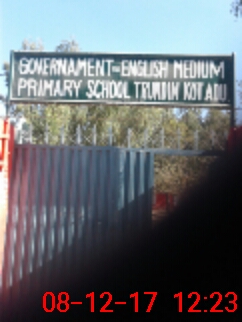 GOVERNAMENT=ENGLISH MEDIUM
PRIMARY SCHOOL TRUNDIN KOT ADU
08-12-17 12:23